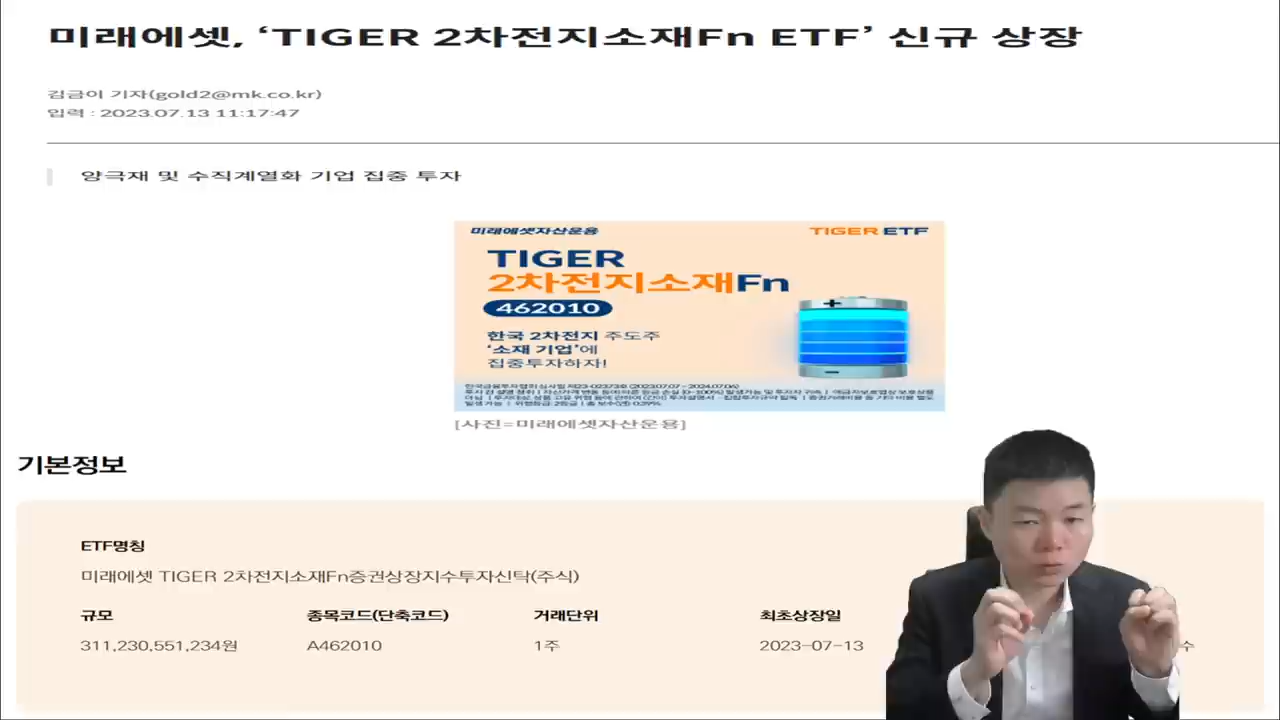 미래에셋, ‘TIGER 2차전지소재Fn ETF’ 신규 상장
김금이 기자(gold2@mk.co.kr)
입력 : 2023.07.13 11:17:47
양극재 및 수직계열화 기업 집중 투자
미래에셋자산운용
TIGER ETF
TIGER
2차전지소재Fn
462010
한국 2차전지 주도주
‘소재 기업’에
집중투자하자!
[사진=미래에셋자산운용]
기본정보
ETF명칭
미래에셋 TIGER 2차전지소재Fn증권상장지수투자신탁(주식)
규모 종목코드(단축코드) 거래단위 최초상장일
311,230,551,234원 A462010 1주 2023-07-13 수